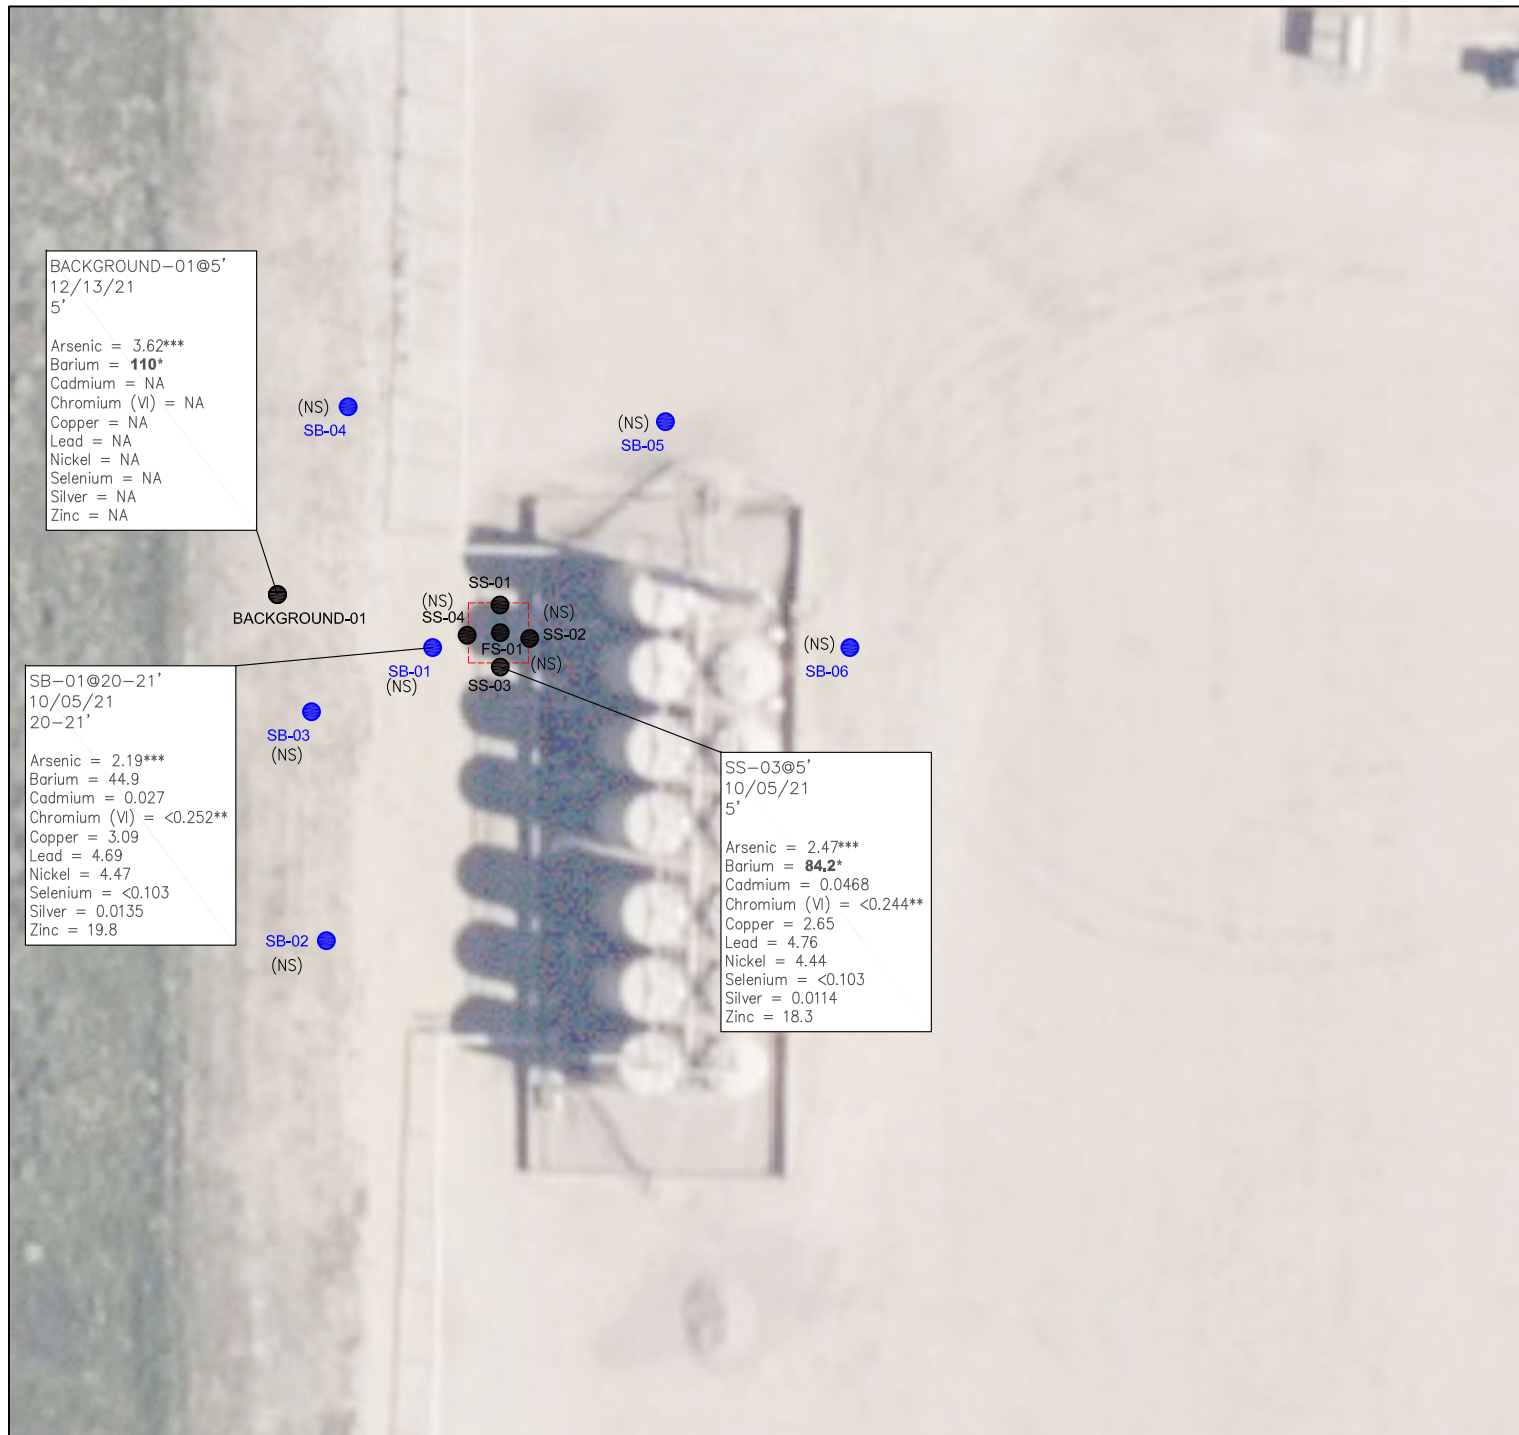 BACKGROUND-01@5'
12/13/21
5'
Arsenic = 3.62***
Barium = 110*
Cadmium = NA
Chromium (VI) = NA
Copper = NA
Lead = NA
Nickel = NA
Selenium = NA
Silver = NA
Zinc = NA
(NS)
SB-04
(NS)
SB-05
BACKGROUND-01
SS-01
(NS)
SS-04
(NS)
SS-02
FS-01
(NS)
SS-03
SB-01
(NS)
(NS)
SB-06
SB-03
(NS)
SB-02
(NS)
SB-01@20-21'
10/05/21
20-21'
Arsenic = 2.19***
Barium = 44.9
Cadmium = 0.027
Chromium (VI) = <0.252**
Copper = 3.09
Lead = 4.69
Nickel = 4.47
Selenium = <0.103
Silver = 0.0135
Zinc = 19.8
SS-03@5'
10/05/21
5'
Arsenic = 2.47***
Barium = 84.2*
Cadmium = 0.0468
Chromium (VI) = <0.244**
Copper = 2.65
Lead = 4.76
Nickel = 4.44
Selenium = <0.103
Silver = 0.0114
Zinc = 18.3